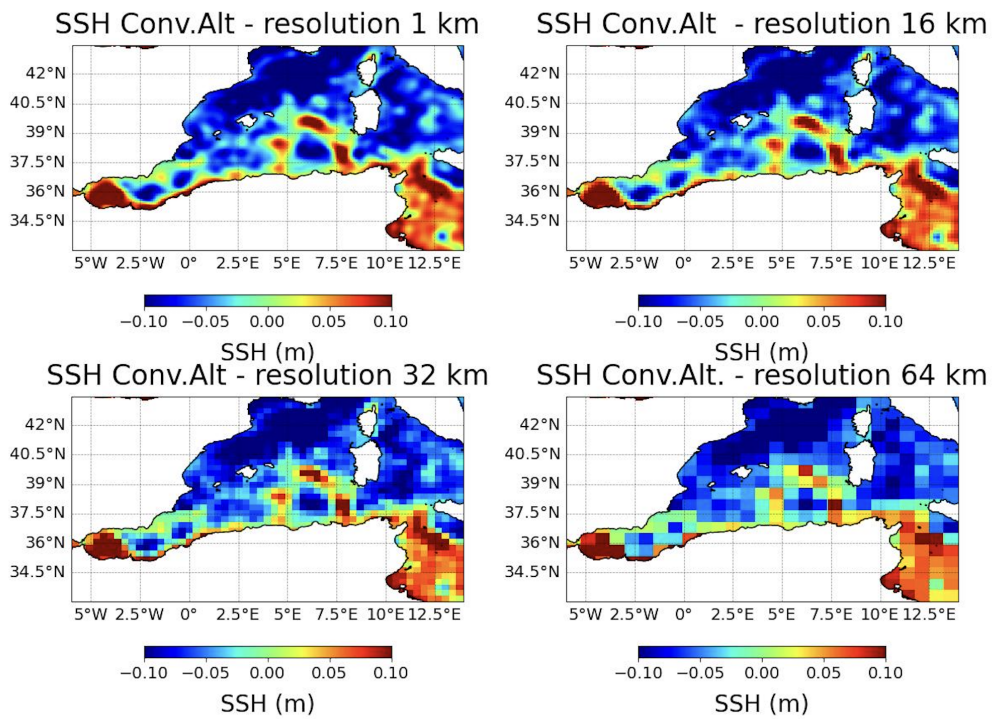 SSH Conv.Alt - resolution 1 km
42°N
40.5°N
39°N
37.5°N
36°N
34.5°N
5°W 2.5°W 0° 2.5°E 5°E 7.5°E 10°E 12.5°E
−0.10 −0.05 0.00 0.05 0.10
SSH (m)
SSH Conv.Alt - resolution 16 km
42°N
40.5°N
39°N
37.5°N
36°N
34.5°N
5°W 2.5°W 0° 2.5°E 5°E 7.5°E 10°E 12.5°E
−0.10 −0.05 0.00 0.05 0.10
SSH (m)
SSH Conv.Alt - resolution 32 km
42°N
40.5°N
39°N
37.5°N
36°N
34.5°N
5°W 2.5°W 0° 2.5°E 5°E 7.5°E 10°E 12.5°E
−0.10 −0.05 0.00 0.05 0.10
SSH (m)
SSH Conv.Alt. - resolution 64 km
42°N
40.5°N
39°N
37.5°N
36°N
34.5°N
5°W 2.5°W 0° 2.5°E 5°E 7.5°E 10°E 12.5°E
−0.10 −0.05 0.00 0.05 0.10
SSH (m)